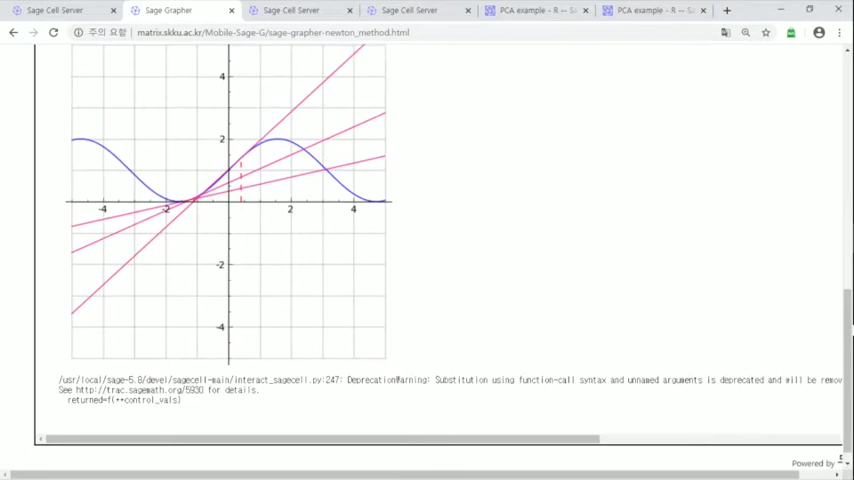 Sage Cell Server
Sage Grapher
Sage Cell Server
Sage Cell Server
PCA example - R -- Sa
PCA example - R -- Sa
주의 요함
matrix.skku.ac.kr/Mobile-Sage-G/sage-grapher-newton_method.html
4
2
-4
-2
2
4
-2
-4
/usr/local/sage-5.8/devel/sagecell-main/interact_sagecell.py:247: DeprecationWarning: Substitution using function-call syntax and unnamed arguments is deprecated and will be remov
See http://trac.sagemath.org/5930 for details.
returned=f(**control_vals)
Powered by